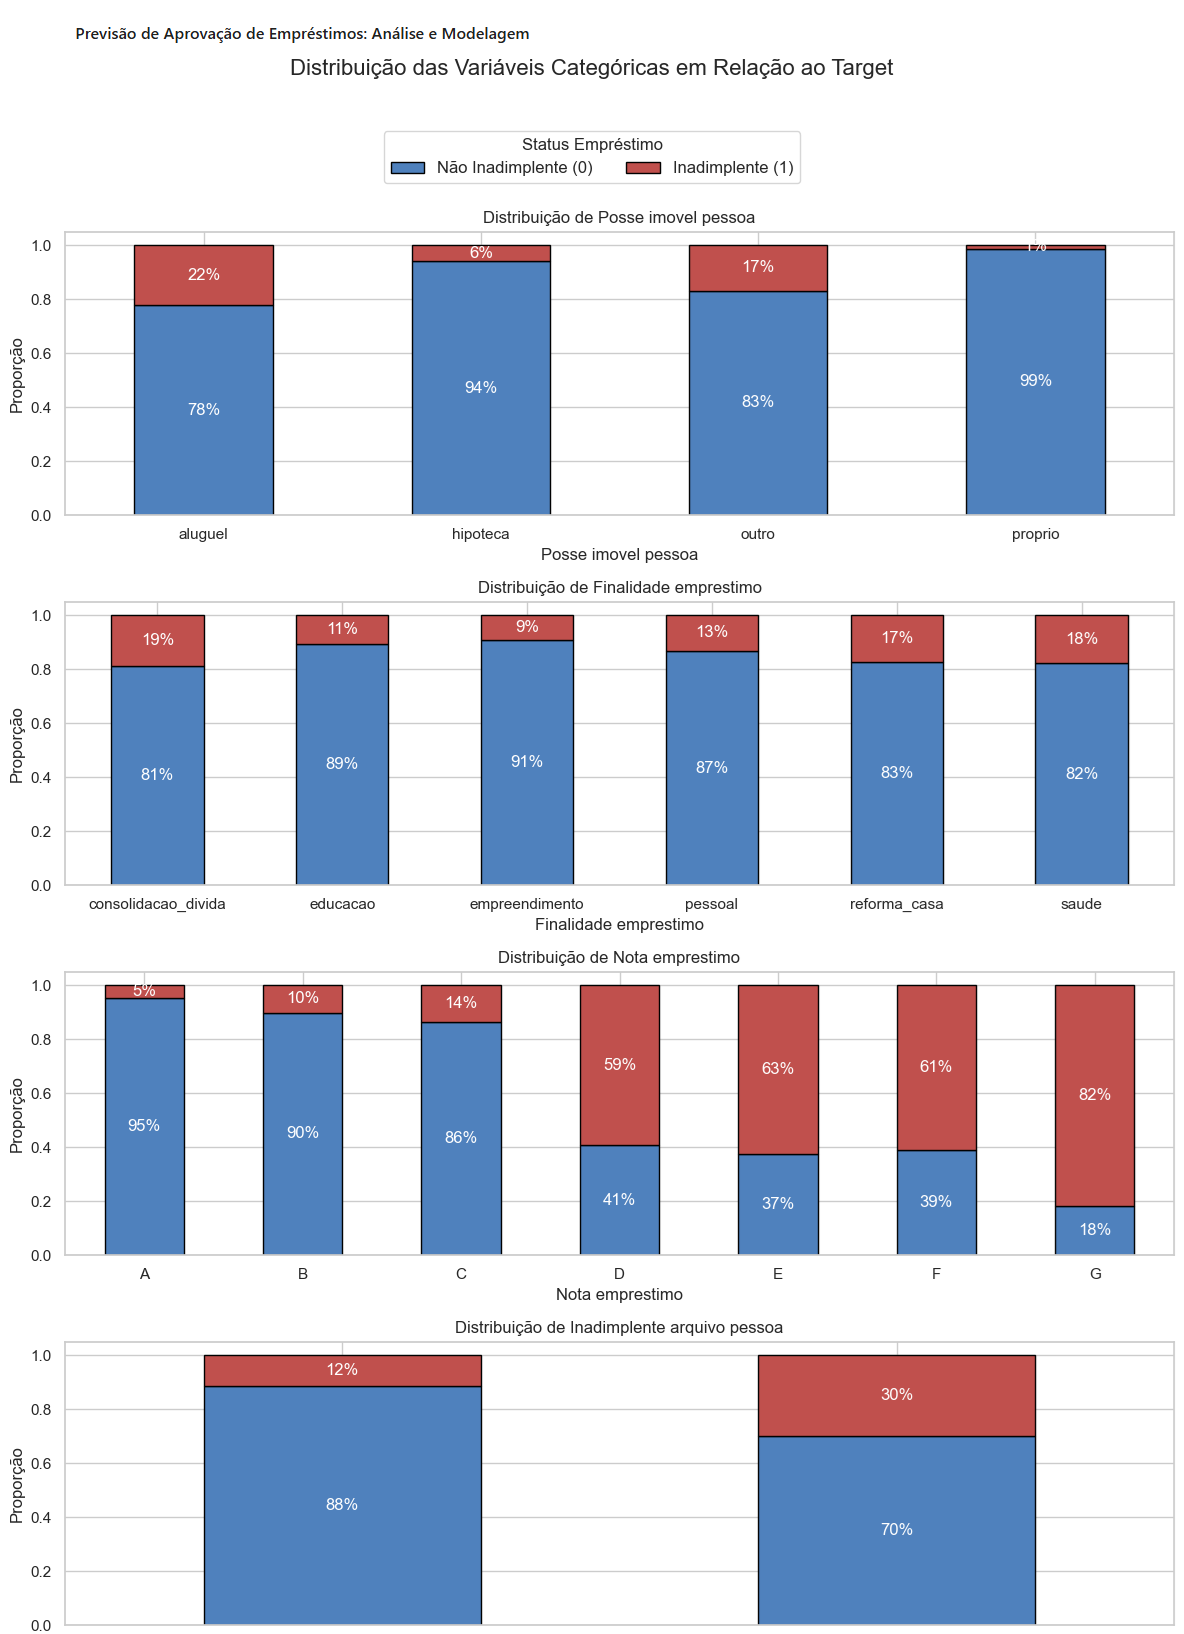 Previsão de Aprovação de Empréstimos: Análise e Modelagem
Distribuição das Variáveis Categóricas em Relação ao Target
Status Empréstimo
Não Inadimplente (0) Inadimplente (1)
Distribuição de Posse imovel pessoa
Proporção
1.0
0.8
0.6
0.4
0.2
0.0
22% 6% 17% 1%
78% 94% 83% 99%
aluguel hipoteca outro proprio
Posse imovel pessoa
Distribuição de Finalidade emprestimo
Proporção
1.0
0.8
0.6
0.4
0.2
0.0
19% 11% 9% 13% 17% 18%
81% 89% 91% 87% 83% 82%
consolidacao_divida educacao empreendimento pessoal reforma_casa saude
Finalidade emprestimo
Distribuição de Nota emprestimo
Proporção
1.0
0.8
0.6
0.4
0.2
0.0
5% 10% 14% 59% 63% 61% 82%
95% 90% 86% 41% 37% 39% 18%
A B C D E F G
Nota emprestimo
Distribuição de Inadimplente arquivo pessoa
Proporção
1.0
0.8
0.6
0.4
0.2
0.0
12% 30%
88% 70%